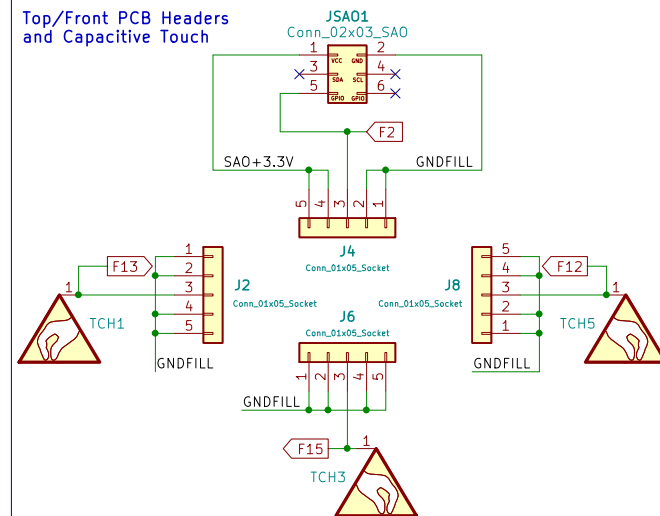 Top/Front PCB Headers
and Capacitive Touch
JSAO1
Conn_02x03_SAO
1 VCC GND 2
3 SDA SCL 4
5 GPIO GPIO 6
F2
SAO+3.3V GNDFILL
5 4 3 2 1
J4
Conn_01x05_Socket
F13
1
1
2
3
4
5
J2
Conn_01x05_Socket
TCH1
GNDFILL
J8
Conn_01x05_Socket
5
4
3
2
1
F12
1
TCH5
GNDFILL
J6
Conn_01x05_Socket
1 2 3 4 5
GNDFILL
F15
1
TCH3